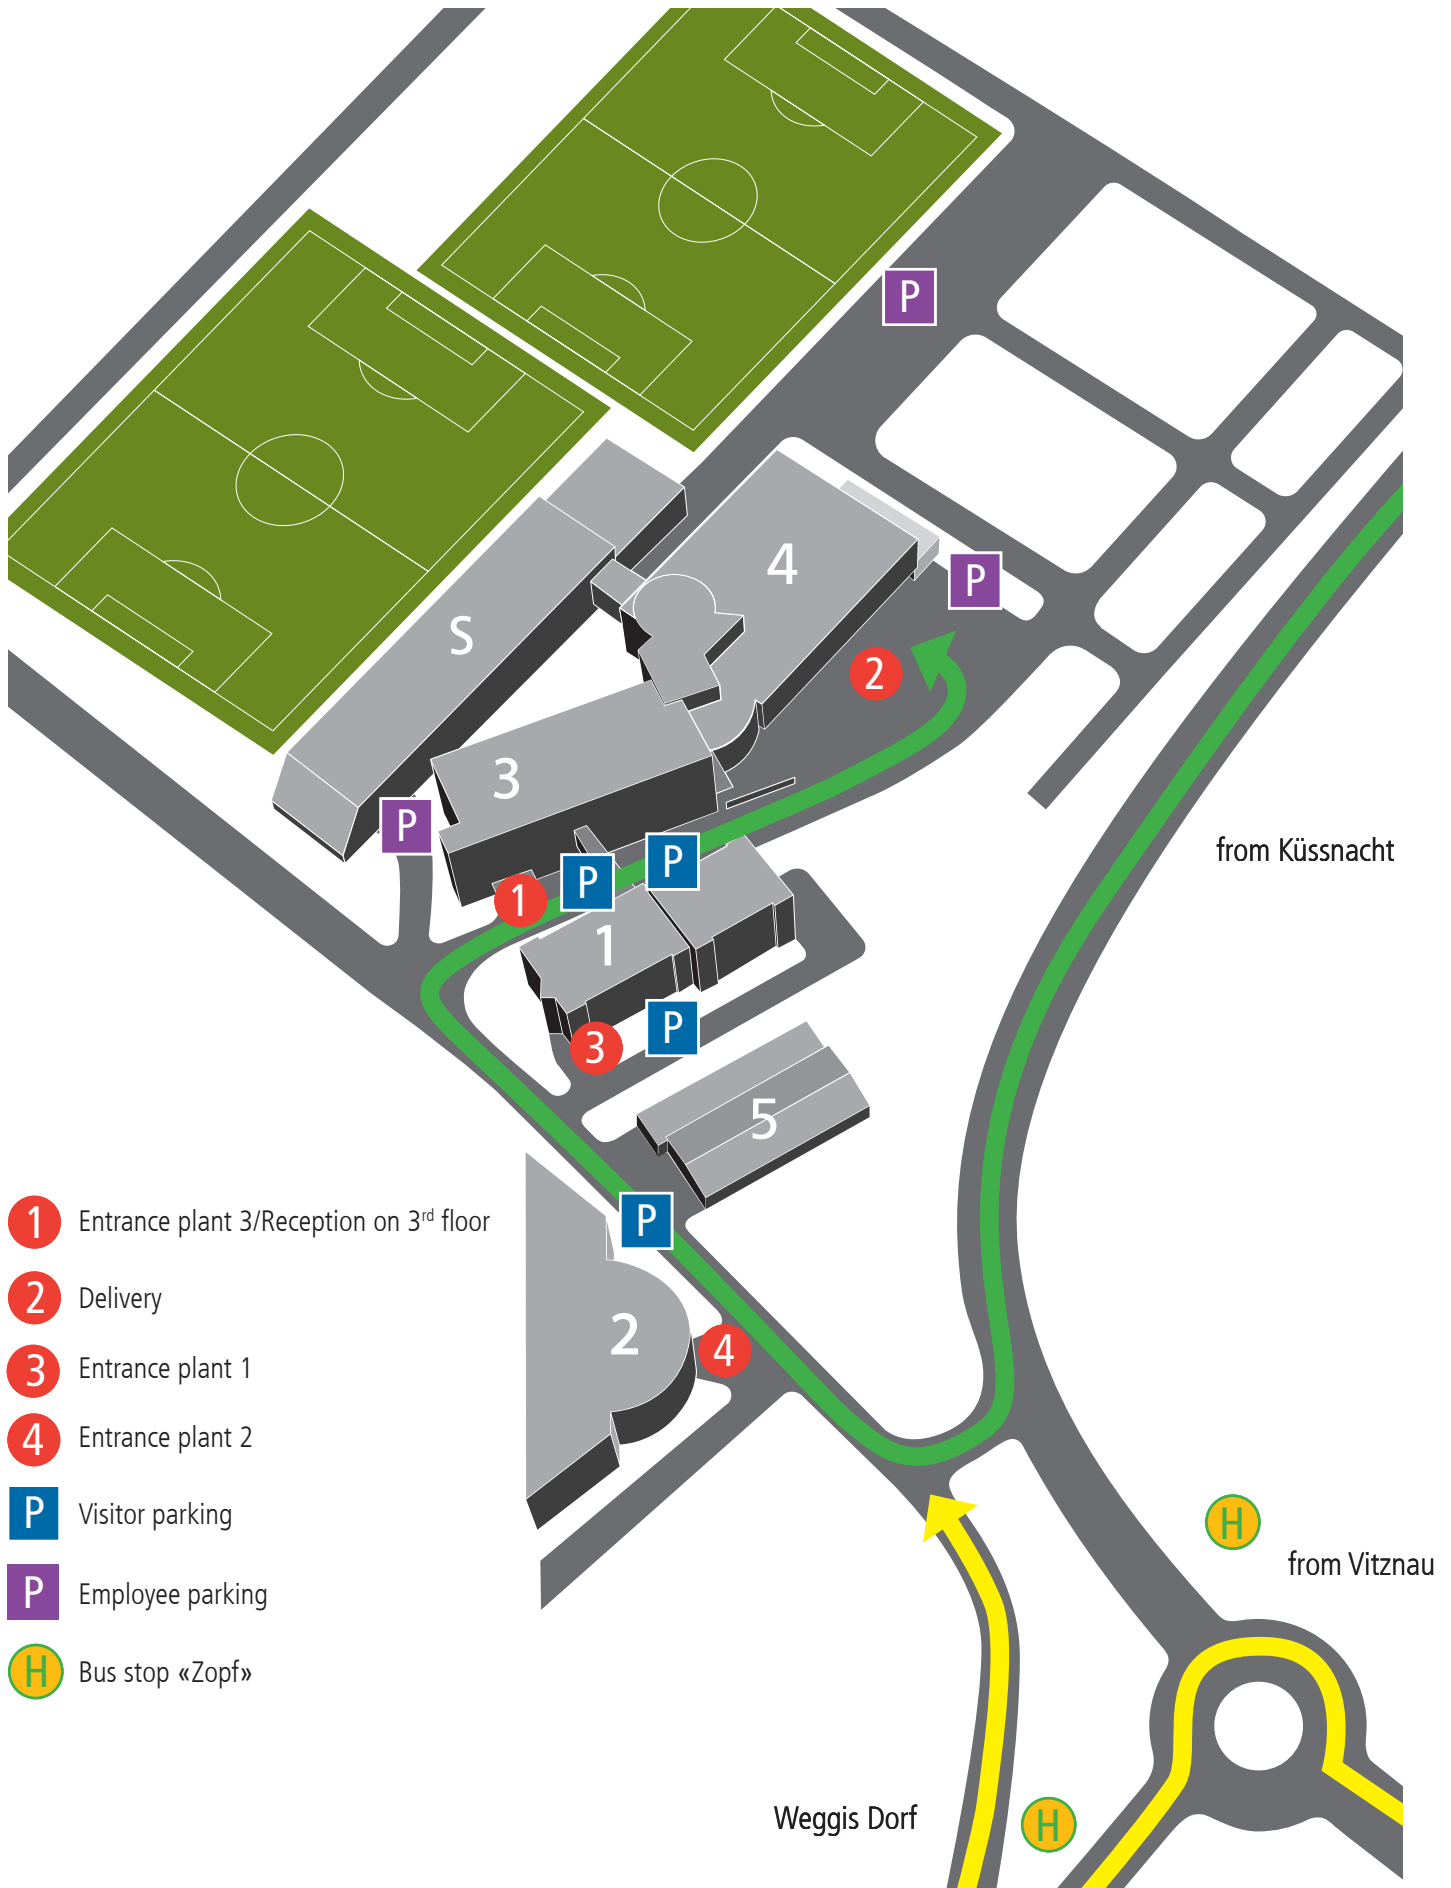 P
P
4
S
2
3
P
from Küssnacht
P
P
1
1
P
3
5
1 Entrance plant 3/Reception on 3rd floor
P
2 Delivery
2
4
3 Entrance plant 1
4 Entrance plant 2
P Visitor parking
H
from Vitznau
P Employee parking
H Bus stop «Zopf»
Weggis Dorf
H